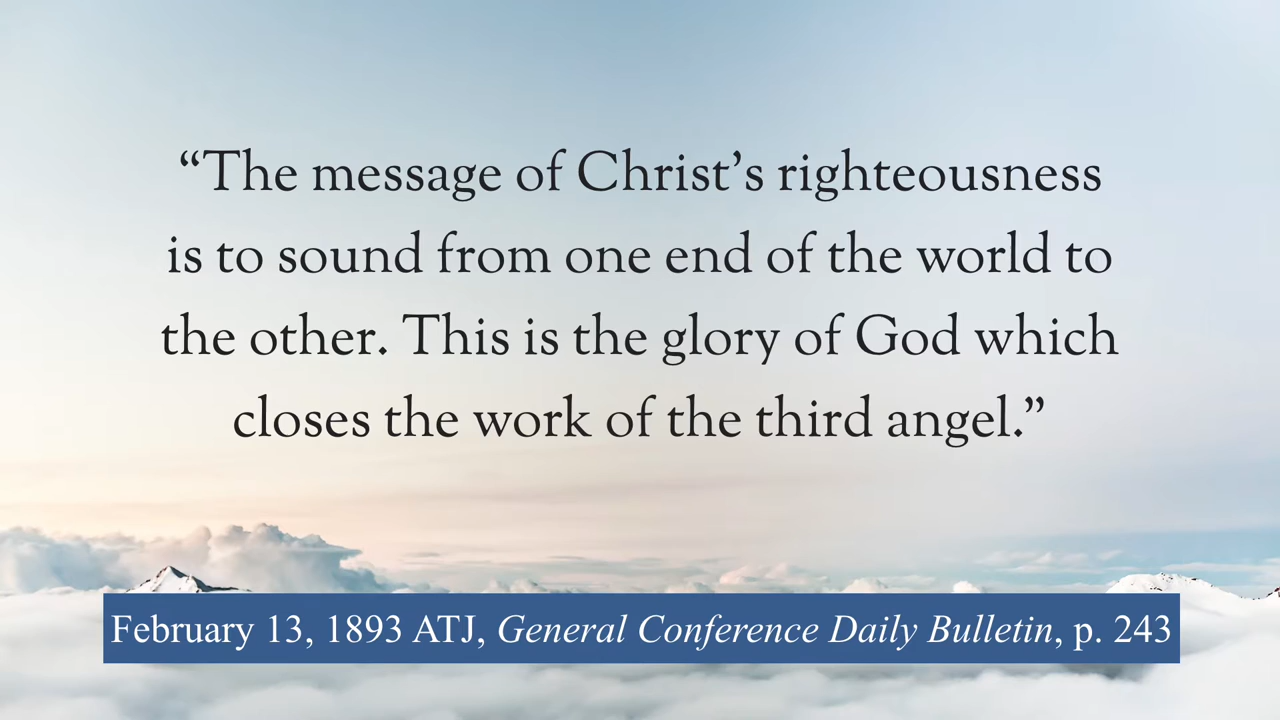 “The message of Christ’s righteousness
is to sound from one end of the world to
the other. This is the glory of God which
closes the work of the third angel.”
February 13, 1893 ATJ, General Conference Daily Bulletin, p. 243